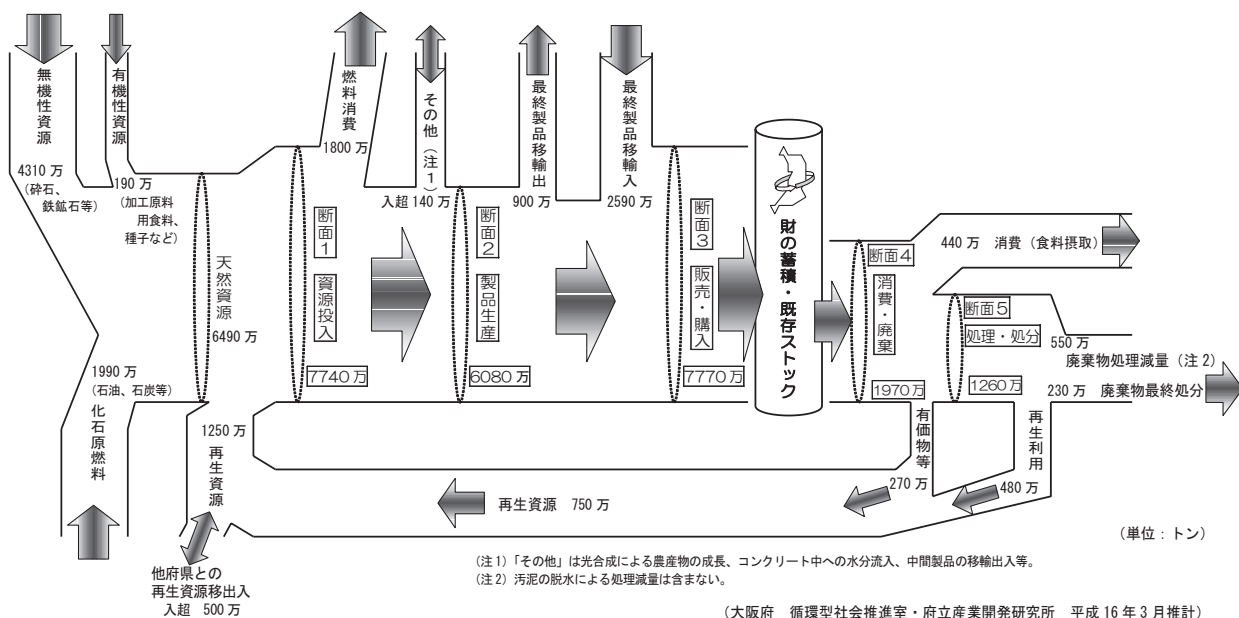 無機性資源
4310 万
(砕石、
鉄鉱石等)
有機性資源
190 万
(加工原料
用食料、
種子など)
天然資源
6490 万
1990 万
(石油、石炭等)
化石原燃料
1250 万
再生資源
他府県との
再生資源移出入
入超 500 万
断面1
資源投入
7740 万
燃料消費
1800 万
その他(注1)
入超 140 万
断面2
製品生産
6080 万
最終製品移輸出
900 万
最終製品移輸入
2590 万
断面3
販売・購入
7770 万
財の蓄積・既存ストック
断面4
消費・廃棄
1970 万
440 万 消費(食料摂取)
断面5
処理・処分
1260 万
550 万
廃棄物処理減量(注2)
230 万 廃棄物最終処分
有価物等
270 万
再生利用
480 万
再生資源 750 万
(単位:トン)
(注1)「その他」は光合成による農産物の成長、コンクリート中への水分流入、中間製品の移輸出入等。
(注2)汚泥の脱水による処理減量は含まない。
(大阪府 循環型社会推進室・府立産業開発研究所 平成 16 年 3 月推計)